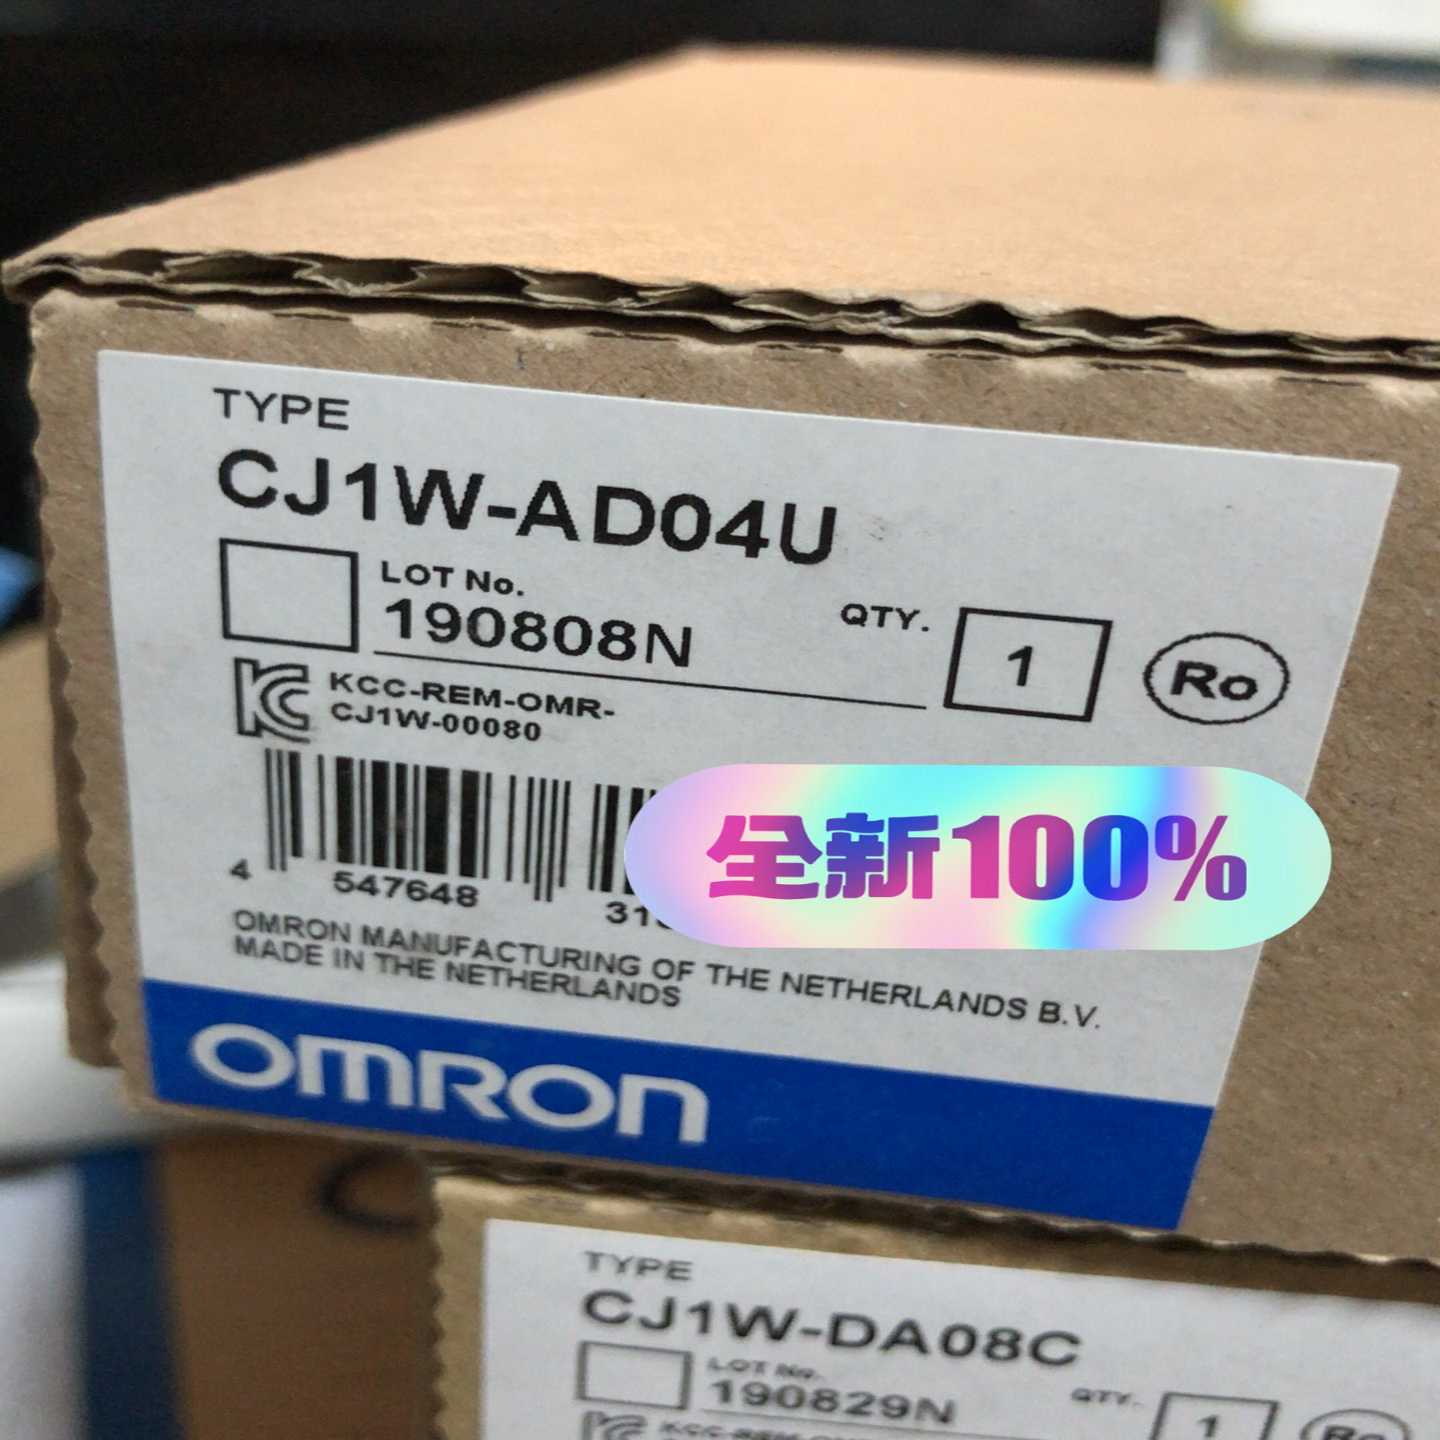 TYPE
CJ1W-AD04U
LOT No.
190808N
QTY.
1
Ro
KCC-REM-OMR-
CJ1W-00080
4 547648 31
全新100%
OMRON MANUFACTURING OF THE NETHERLANDS B.V.
MADE IN THE NETHERLANDS
OMRON
TYPE
CJ1W-DA08C
LOT No.
190829N
QTY.
1
Ro